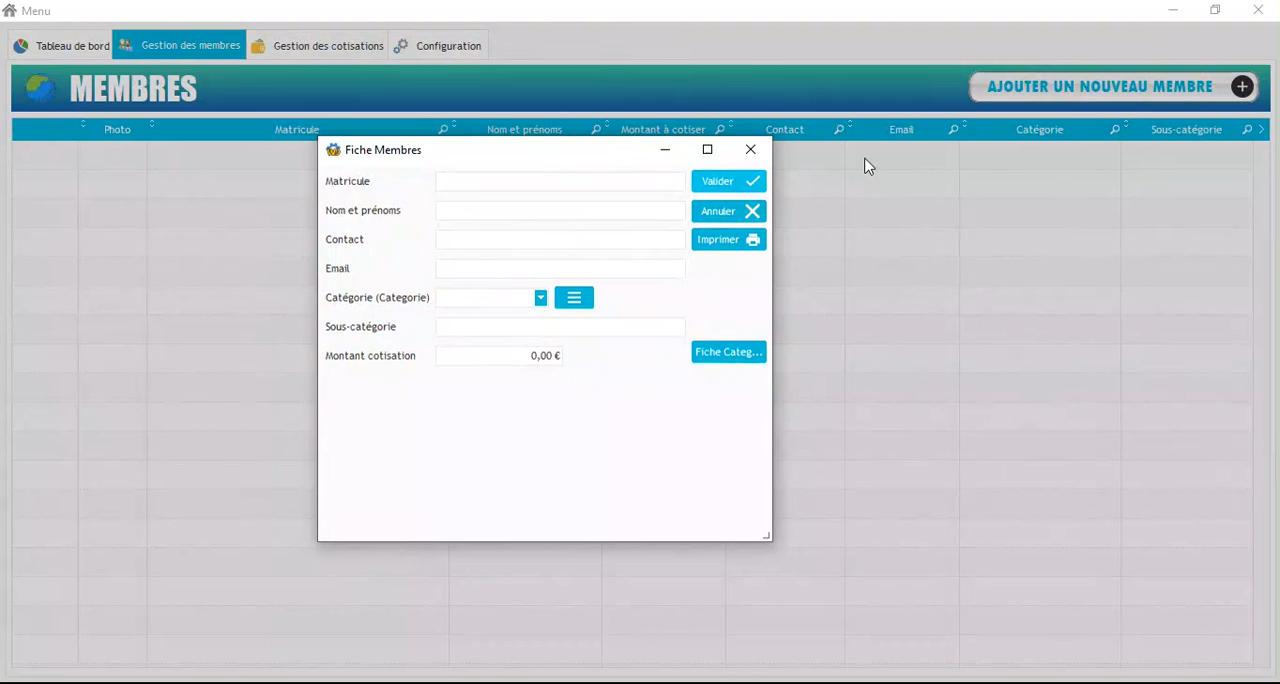 Menu
Tableau de bord Gestion des membres Gestion des cotisations Configuration
MEMBRES AJOUTER UN NOUVEAU MEMBRE
Photo Matricule Nom et prénoms Montant à cotiser Contact Email Catégorie Sous-catégorie
Fiche Membres
Matricule Valider
Nom et prénoms Annuler
Contact Imprimer
Email
Catégorie (Categorie)
Sous-catégorie
Montant cotisation 0,00 € Fiche Categ...